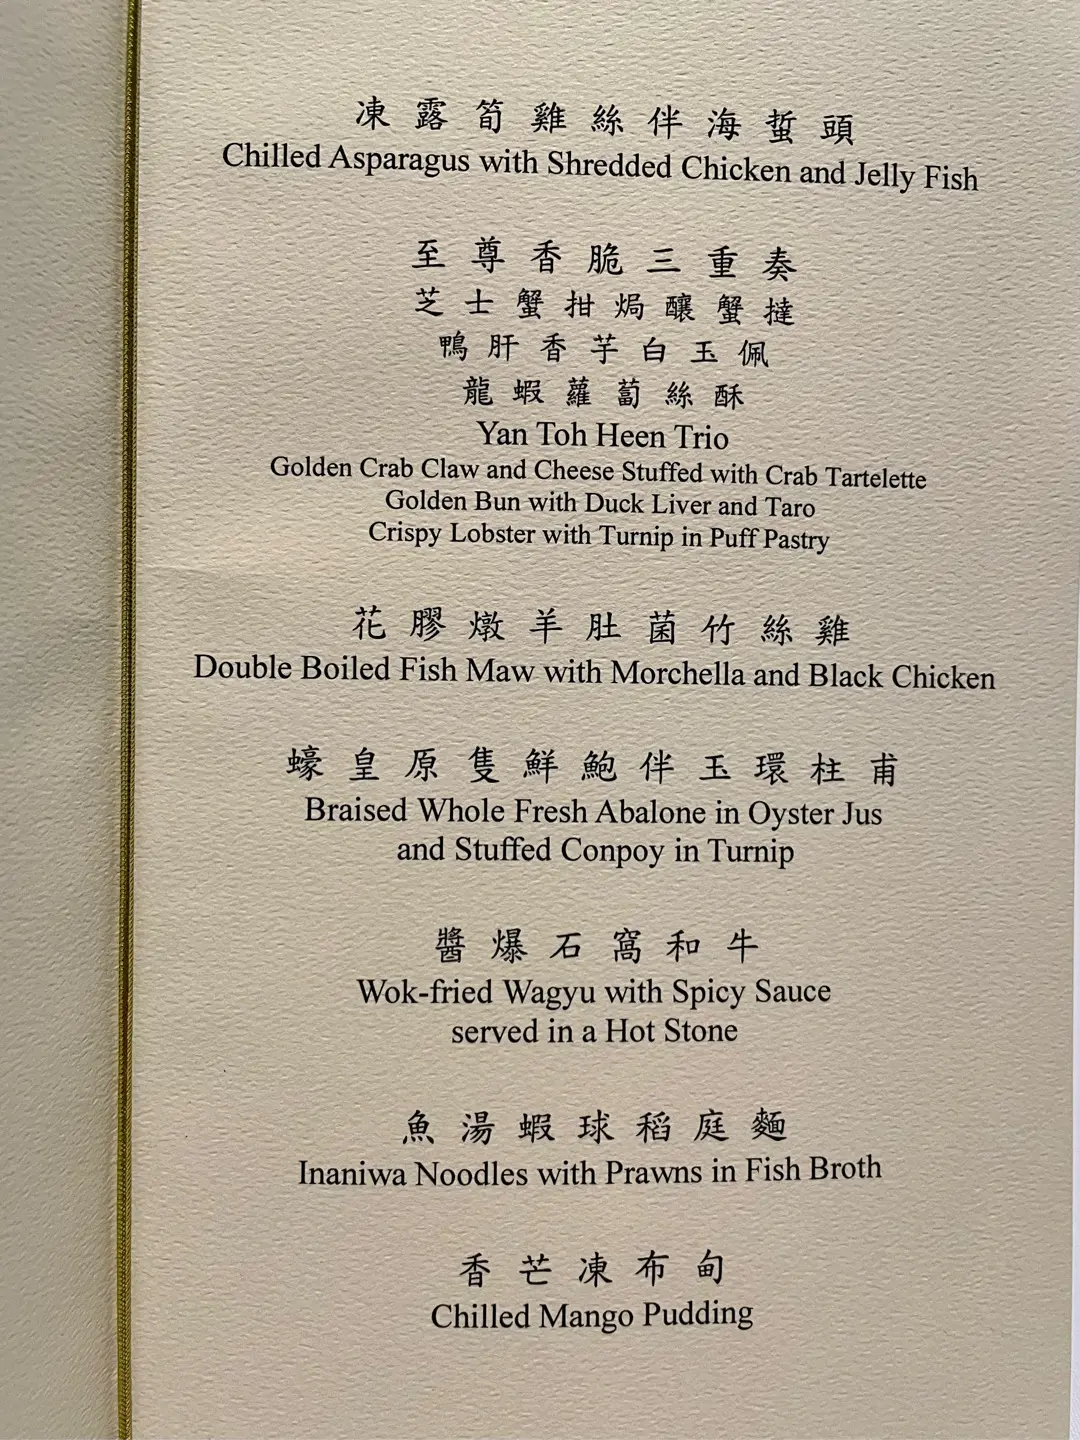 凍露筍雞絲伴海蜇頭
Chilled Asparagus with Shredded Chicken and Jelly Fish
至尊香脆三重奏
芝士蟹拑焗釀蟹撻
鴨肝香芋白玉佩
龍蝦蘿蔔絲酥
Yan Toh Heen Trio
Golden Crab Claw and Cheese Stuffed with Crab Tartelette
Golden Bun with Duck Liver and Taro
Crispy Lobster with Turnip in Puff Pastry
花膠燉羊肚菌竹絲雞
Double Boiled Fish Maw with Morchella and Black Chicken
蠔皇原隻鮮鮑伴玉環柱甫
Braised Whole Fresh Abalone in Oyster Jus
and Stuffed Conpoy in Turnip
醬爆石窩和牛
Wok-fried Wagyu with Spicy Sauce
served in a Hot Stone
魚湯蝦球稻庭麵
Inaniwa Noodles with Prawns in Fish Broth
香芒凍布甸
Chilled Mango Pudding